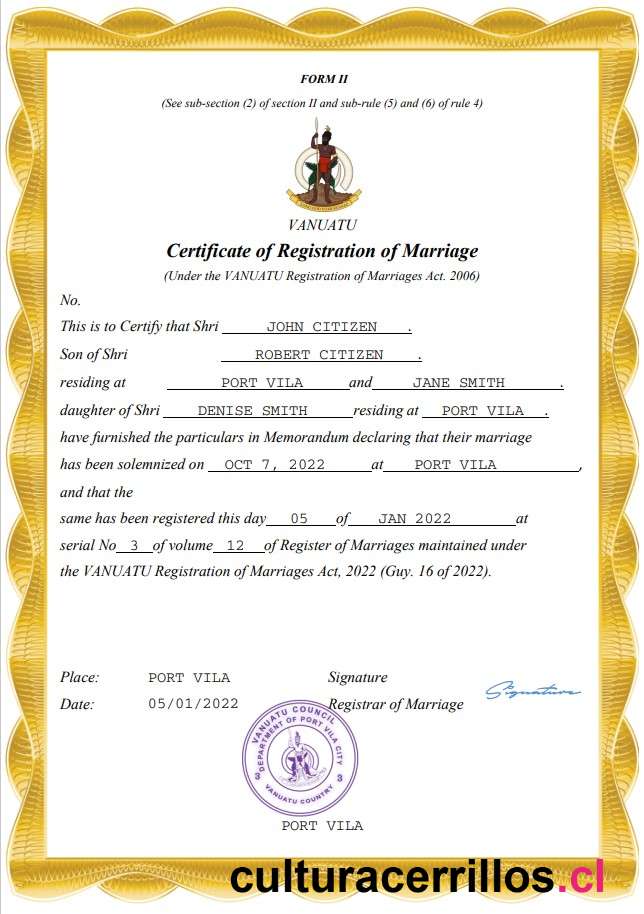 FORM II
(See sub-section (2) of section II and sub-rule (5) and (6) of rule 4)
VANUATU
Certificate of Registration of Marriage
(Under the VANUATU Registration of Marriages Act. 2006)
No.
This is to Certify that Shri JOHN CITIZEN .
Son of Shri ROBERT CITIZEN .
residing at PORT VILA and JANE SMITH .
daughter of Shri DENISE SMITH residing at PORT VILA .
have furnished the particulars in Memorandum declaring that their marriage
has been solemnized on OCT 7, 2022 at PORT VILA ,
and that the
same has been registered this day 05 of JAN 2022 at
serial No 3 of volume 12 of Register of Marriages maintained under
the VANUATU Registration of Marriages Act, 2022 (Guy. 16 of 2022).
Place: PORT VILA Signature
Signature
Date: 05/01/2022 Registrar of Marriage
VANUATU COUNCIL
DEPARTMENT OF PORT VILA CITY
3 3
VANUATU COUNTRY
PORT VILA
culturacerrillos.cl